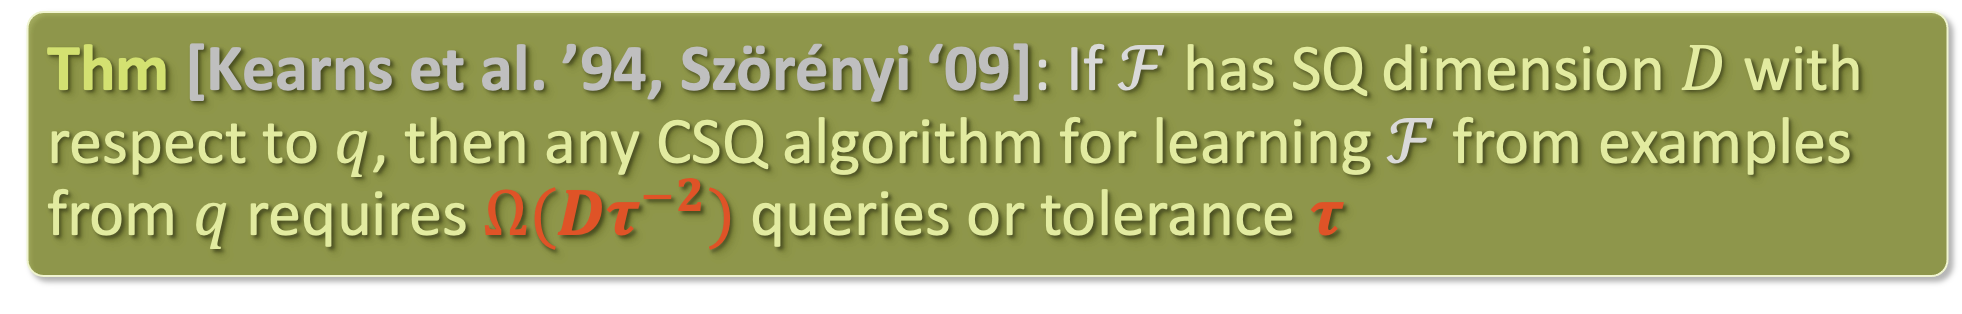 Thm [Kearns et al. ’94, Szörényi ‘09]: If ℱ has SQ dimension D with
respect to q, then any CSQ algorithm for learning ℱ from examples
from q requires Ω(Dτ⁻²) queries or tolerance τ